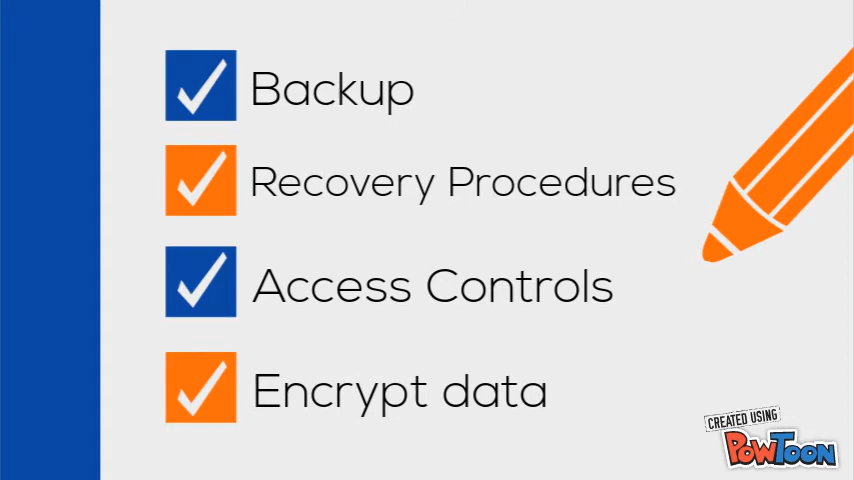 Backup
Recovery Procedures
Access Controls
Encrypt data
CREATED USING
PowToon